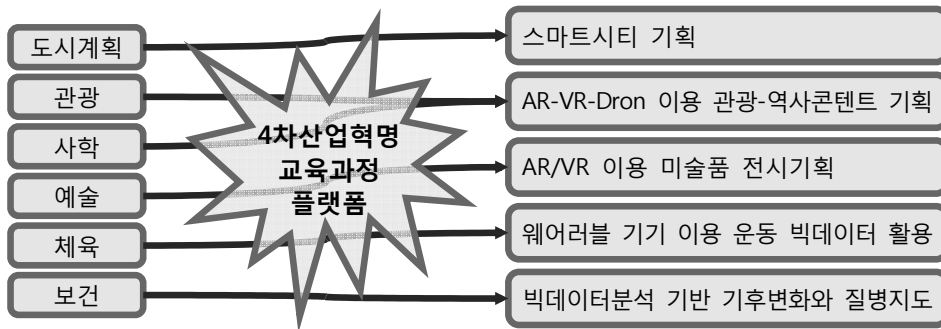 도시계획
관광
사학
예술
체육
보건
4차산업혁명
교육과정
플랫폼
스마트시티 기획
AR-VR-Dron 이용 관광-역사콘텐트 기획
AR/VR 이용 미술품 전시기획
웨어러블 기기 이용 운동 빅데이터 활용
빅데이터분석 기반 기후변화와 질병지도